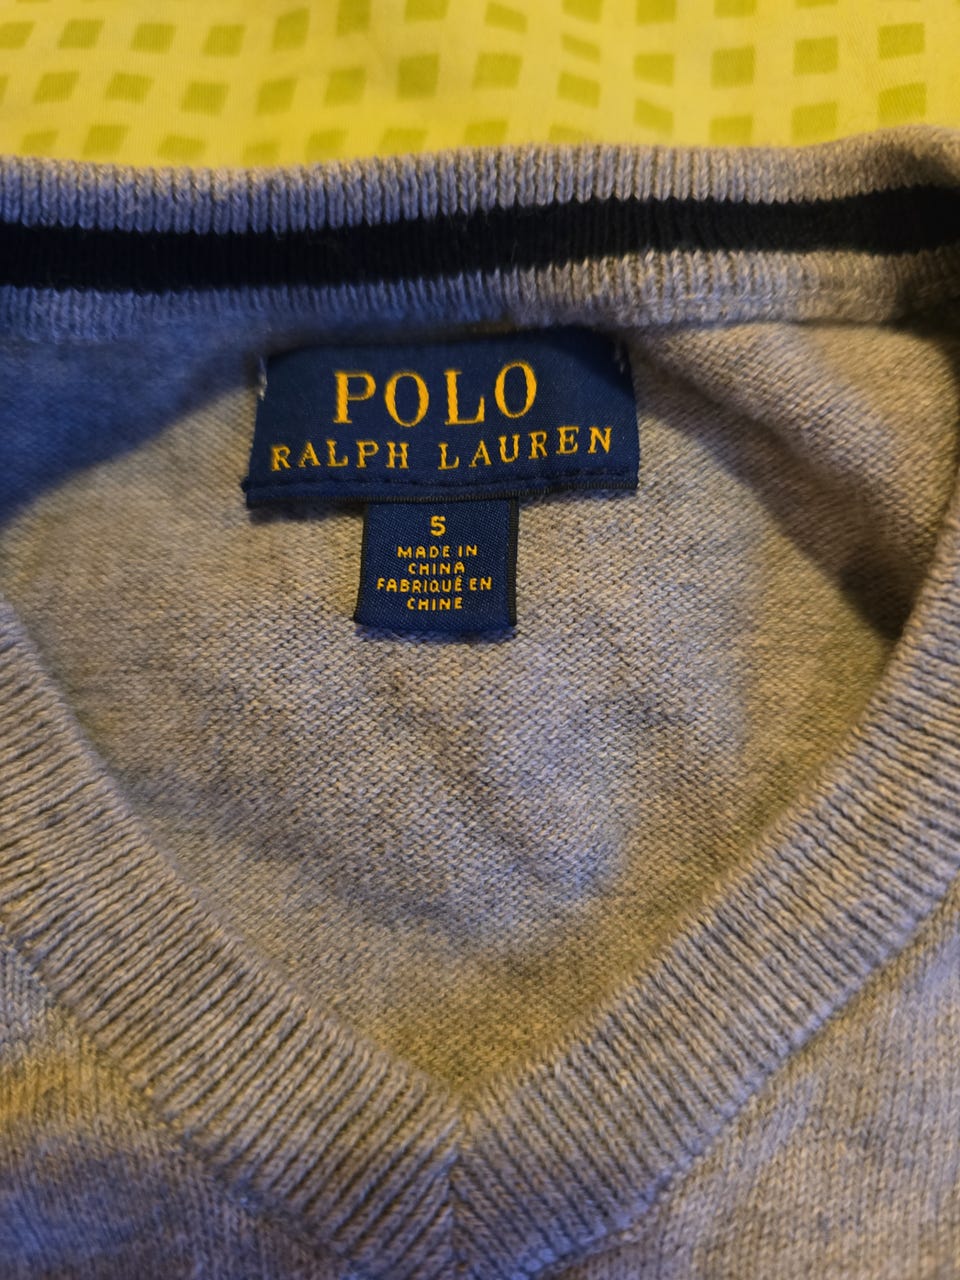 POLO
RALPH LAUREN
5
MADE IN
CHINA
FABRIQUÉ EN
CHINE